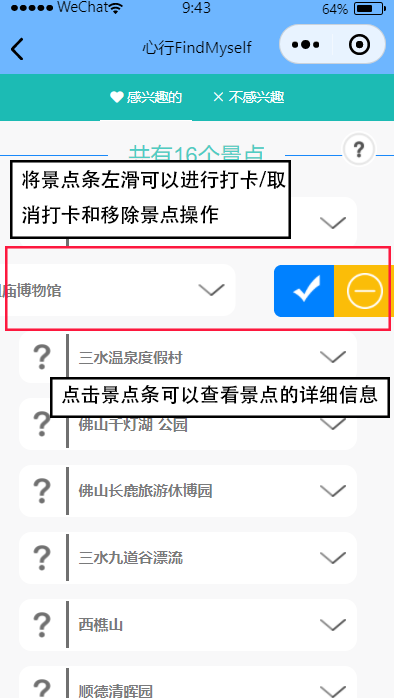 WeChat 9:43 64%
心行FindMyself
感兴趣的 不感兴趣
共有16个景点
?
将景点条左滑可以进行打卡/取
消打卡和移除景点操作
庙博物馆
? 三水温泉度假村
点击景点条可以查看景点的详细信息
佛山千灯湖 公园
? 佛山长鹿旅游休博园
? 三水九道谷漂流
? 西樵山
? 顺德清晖园